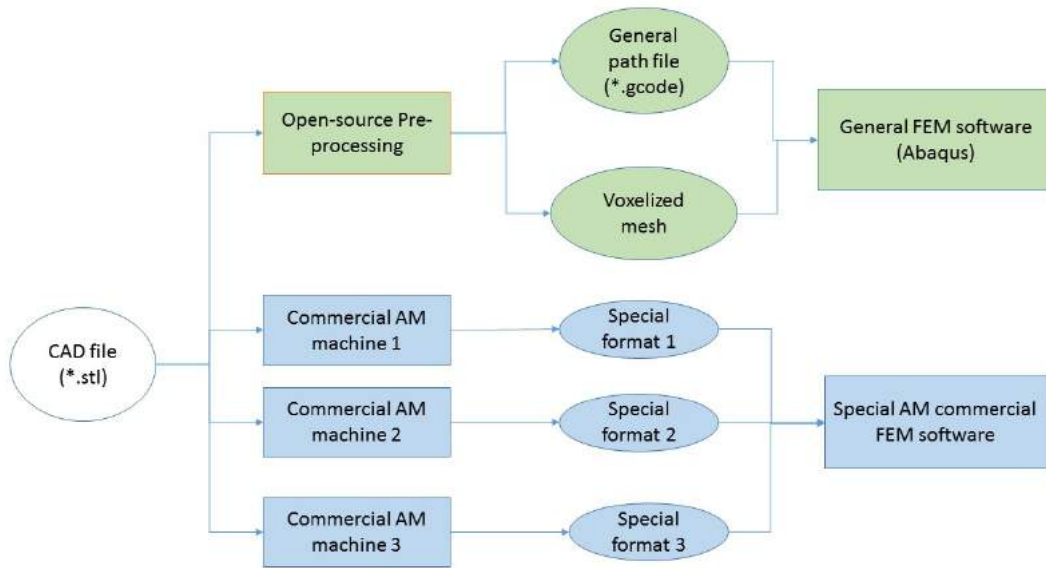 General
path file
(*.gcode)
Open-source Pre-
processing
General FEM software
(Abaqus)
Voxelized
mesh
CAD file
(*.stl)
Commercial AM
machine 1
Special
format 1
Commercial AM
machine 2
Special
format 2
Special AM commercial
FEM software
Commercial AM
machine 3
Special
format 3